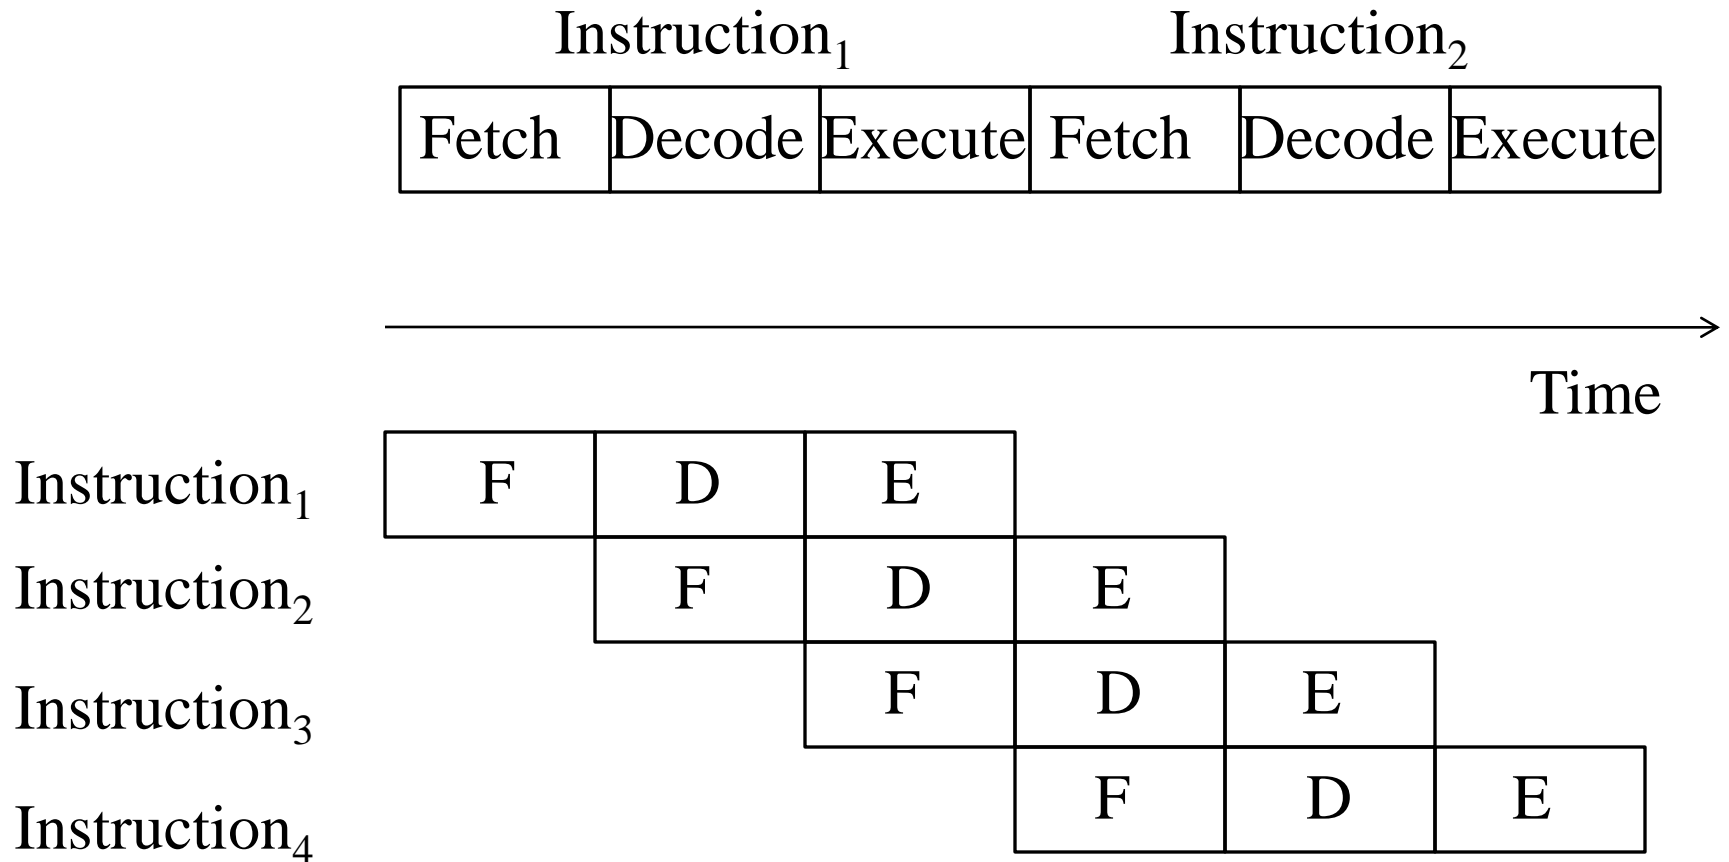 Instruction₁ Instruction₂
Fetch Decode Execute Fetch Decode Execute
Time
Instruction₁ F D E
Instruction₂ F D E
Instruction₃ F D E
Instruction₄ F D E